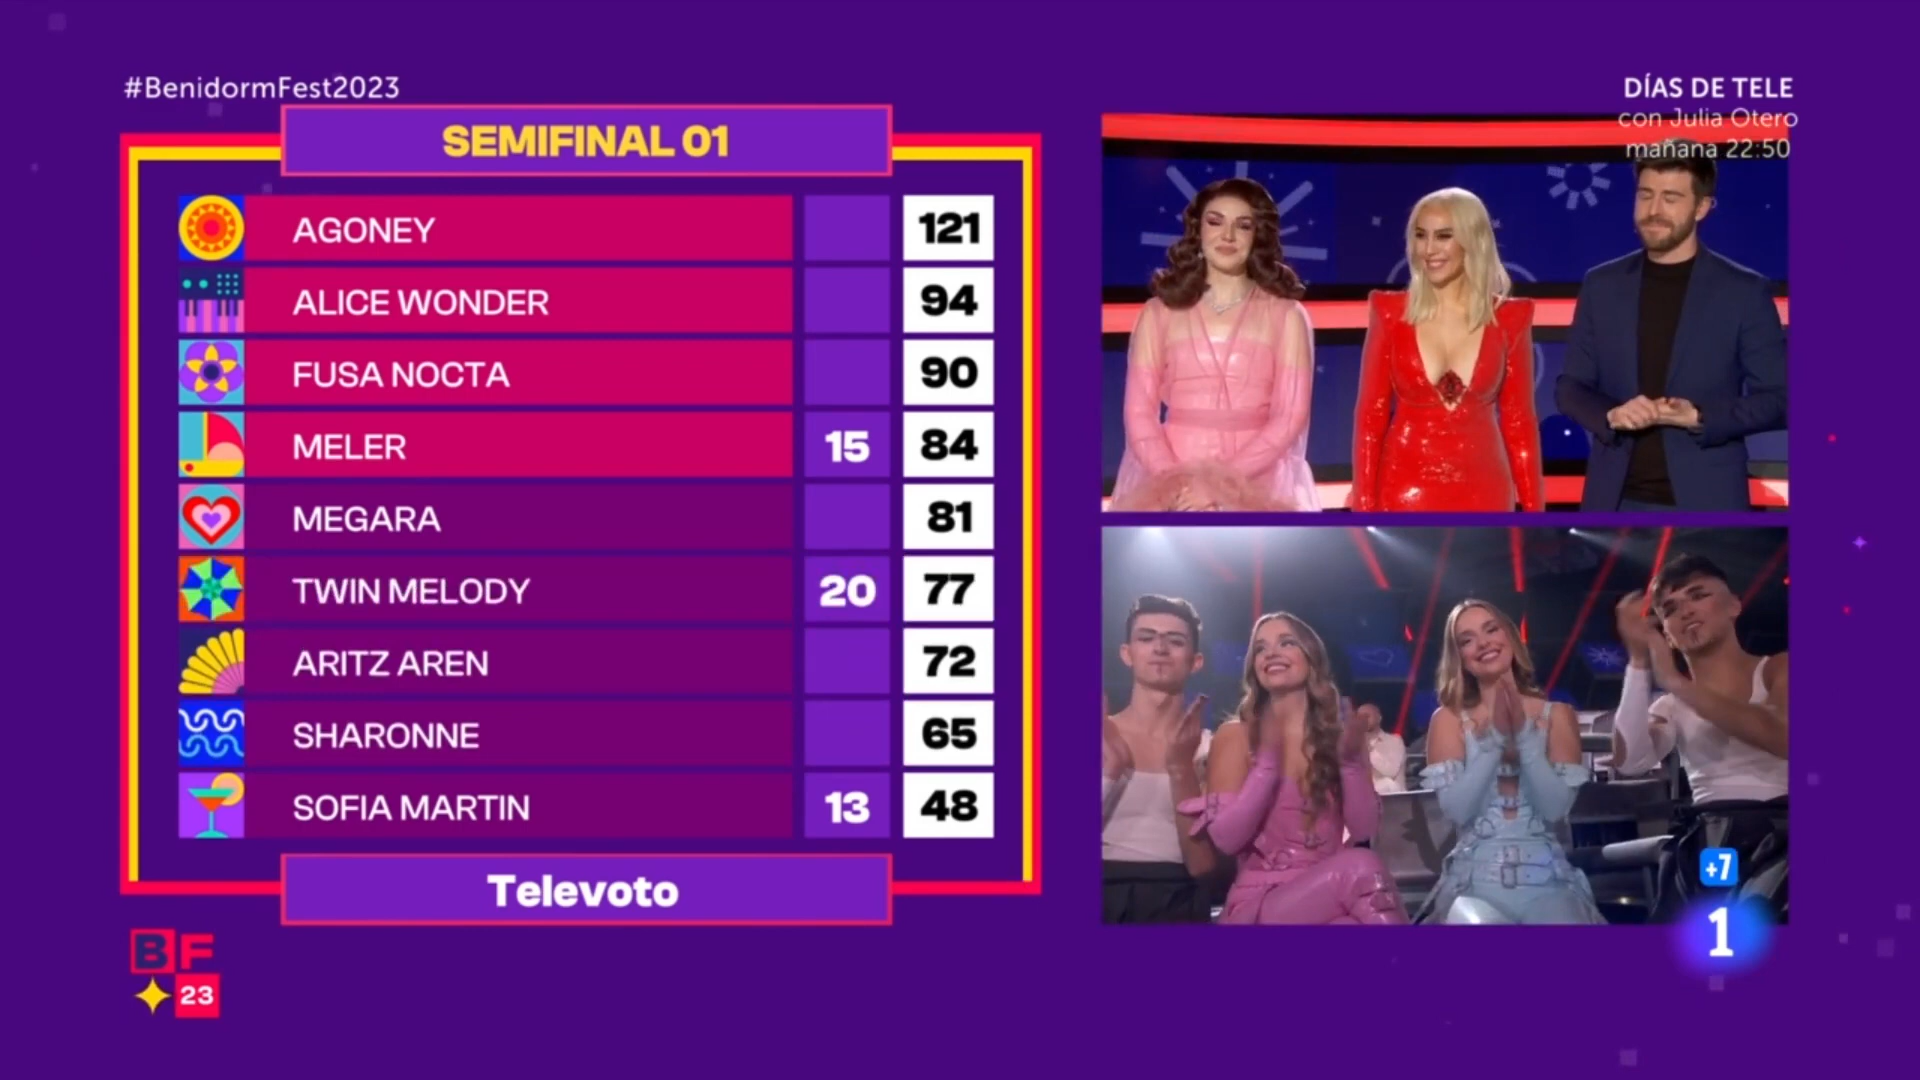 #BenidormFest2023
SEMIFINAL 01
AGONEY 121
ALICE WONDER 94
FUSA NOCTA 90
MELER 15 84
MEGARA 81
TWIN MELODY 20 77
ARITZ AREN 72
SHARONNE 65
SOFIA MARTIN 13 48
Televoto
BF
23
DÍAS DE TELE
con Julia Otero
mañana 22:50
+7
1